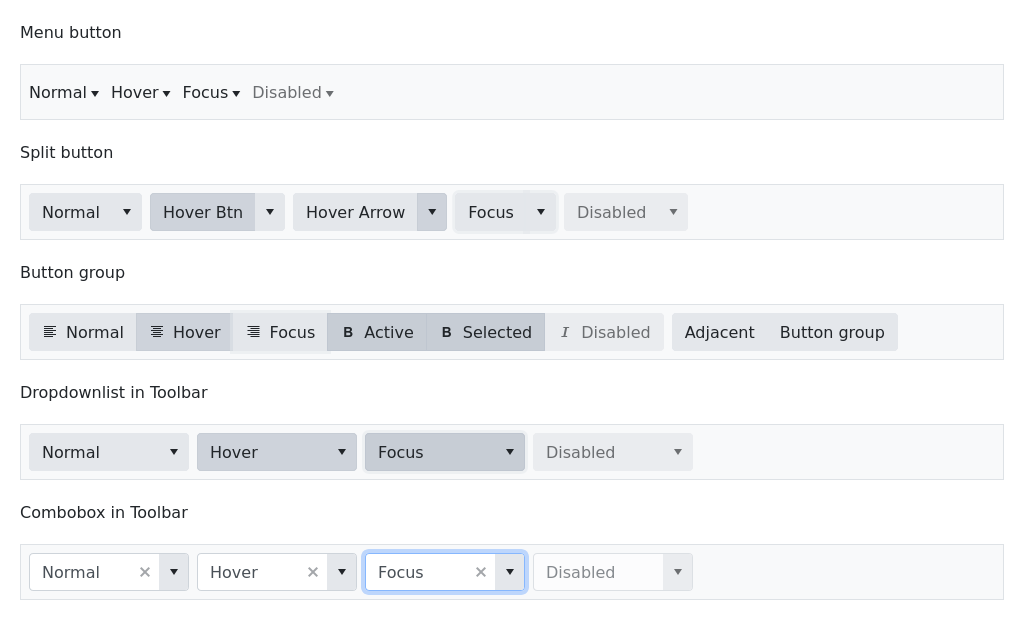 Menu button
Normal Hover Focus Disabled
Split button
Normal Hover Btn Hover Arrow Focus Disabled
Button group
Normal Hover Focus B Active B Selected I Disabled Adjacent Button group
Dropdownlist in Toolbar
Normal Hover Focus Disabled
Combobox in Toolbar
Normal Hover Focus Disabled